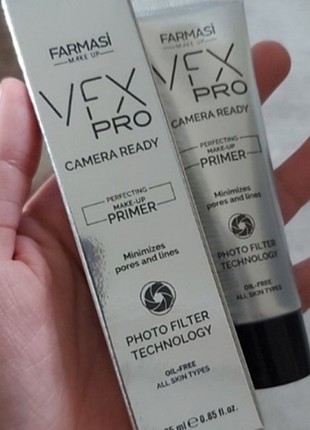 FARMASİ
MAKE UP
VFX
PRO
CAMERA READY
PERFECTING
MAKE-UP
PRIMER
Minimizes
pores and lines
PHOTO FILTER
TECHNOLOGY
OIL-FREE
ALL SKIN TYPES
ml e 0.85 fl.oz.
FARMASİ
MAKE UP
VFX
PRO
CAMERA READY
PERFECTING
MAKE-UP
PRIMER
Minimizes
pores and lines
PHOTO FILTER
TECHNOLOGY
OIL-FREE
ALL SKIN TYPES